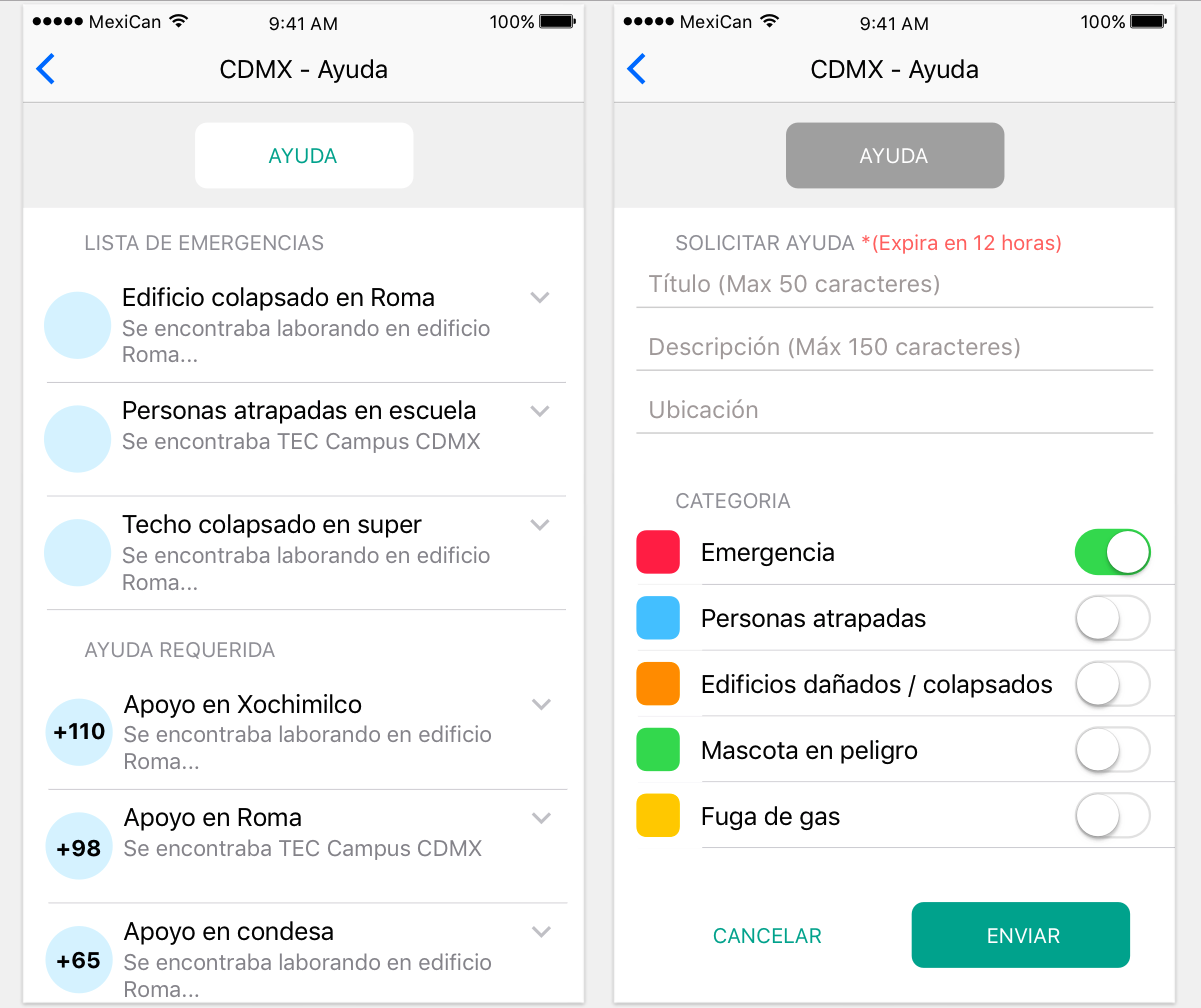 MexiCan
9:41 AM
100%
CDMX - Ayuda
AYUDA
LISTA DE EMERGENCIAS
Edificio colapsado en Roma
Se encontraba laborando en edificio
Roma...
Personas atrapadas en escuela
Se encontraba TEC Campus CDMX
Techo colapsado en super
Se encontraba laborando en edificio
Roma...
AYUDA REQUERIDA
+110
Apoyo en Xochimilco
Se encontraba laborando en edificio
Roma...
+98
Apoyo en Roma
Se encontraba TEC Campus CDMX
+65
Apoyo en condesa
Se encontraba laborando en edificio
Roma...
MexiCan
9:41 AM
100%
CDMX - Ayuda
AYUDA
SOLICITAR AYUDA *(Expira en 12 horas)
Título (Max 50 caracteres)
Descripción (Máx 150 caracteres)
Ubicación
CATEGORIA
Emergencia
Personas atrapadas
Edificios dañados / colapsados
Mascota en peligro
Fuga de gas
CANCELAR
ENVIAR